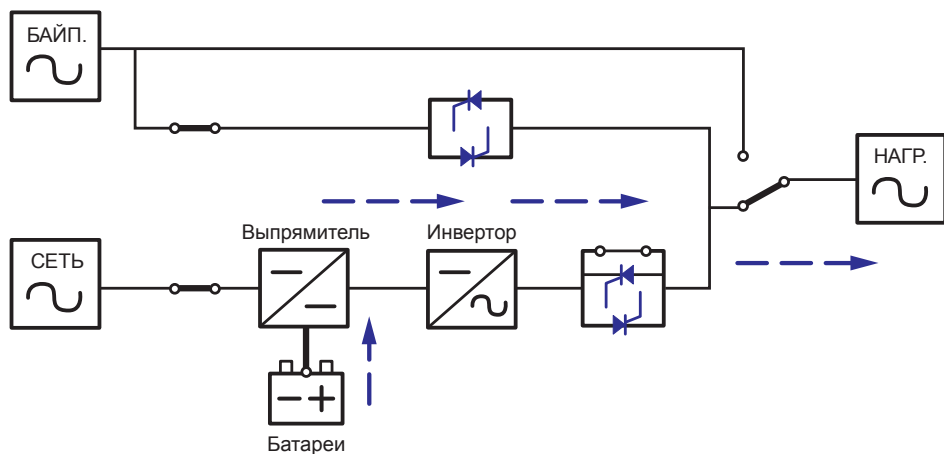 БАЙП.
НАГР.
Выпрямитель
Инвертор
СЕТЬ
Батареи